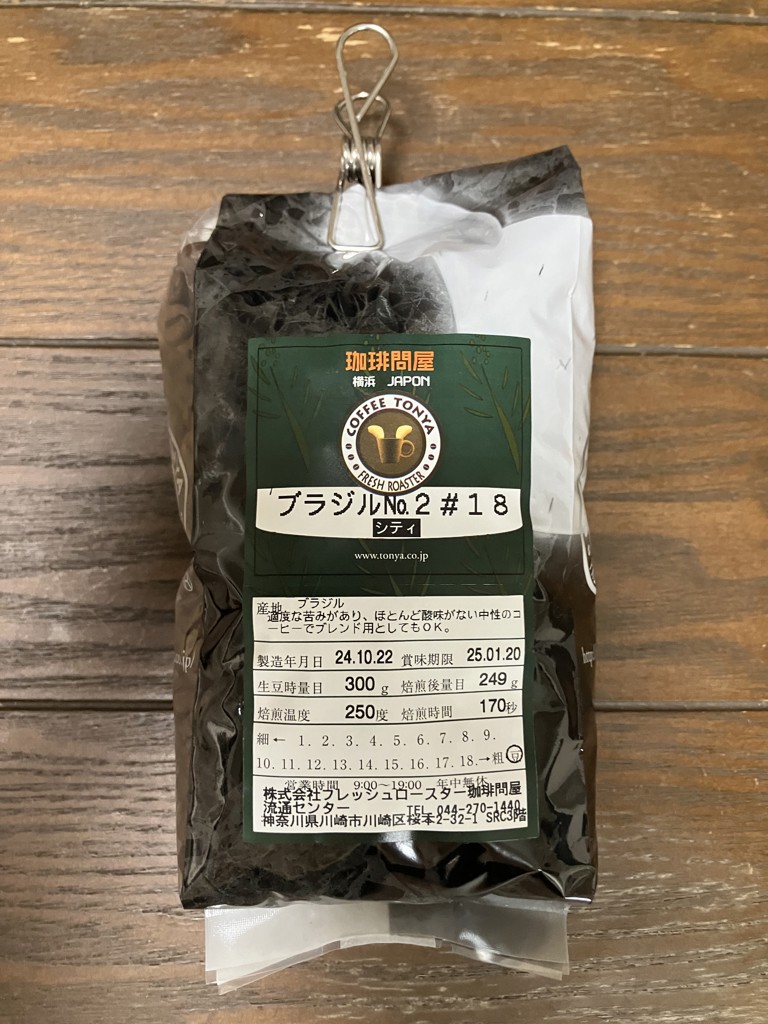 珈琲問屋
横浜 JAPON
COFFEE TONYA
FRESH ROASTER
ブラジル№2#18
シティ
www.tonya.co.jp
産地 ブラジル
適度な苦みがあり、ほとんど酸味がない中性のコ
ーヒーでブレンド用としてもOK。
製造年月日 24.10.22 賞味期限 25.01.20
生豆時量目 300g 焙煎後量目 249g
焙煎温度 250度 焙煎時間 170秒
細← 1. 2. 3. 4. 5. 6. 7. 8. 9.
10. 11. 12. 13. 14. 15. 16. 17. 18.→粗 豆
営業時間 9:00〜19:00 年中無休
株式会社フレッシュロースター珈琲問屋
流通センター TEL 044-270-1440
神奈川県川崎市川崎区桜本2-32-1 SRC3階